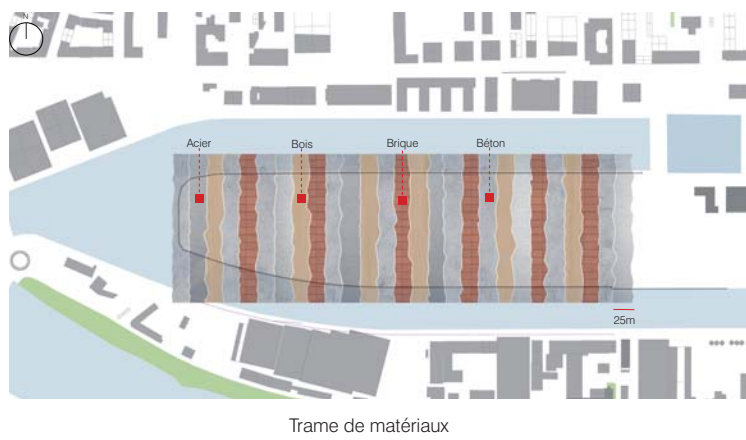 N
Acier
Bois
Brique
Béton
25m
Trame de matériaux